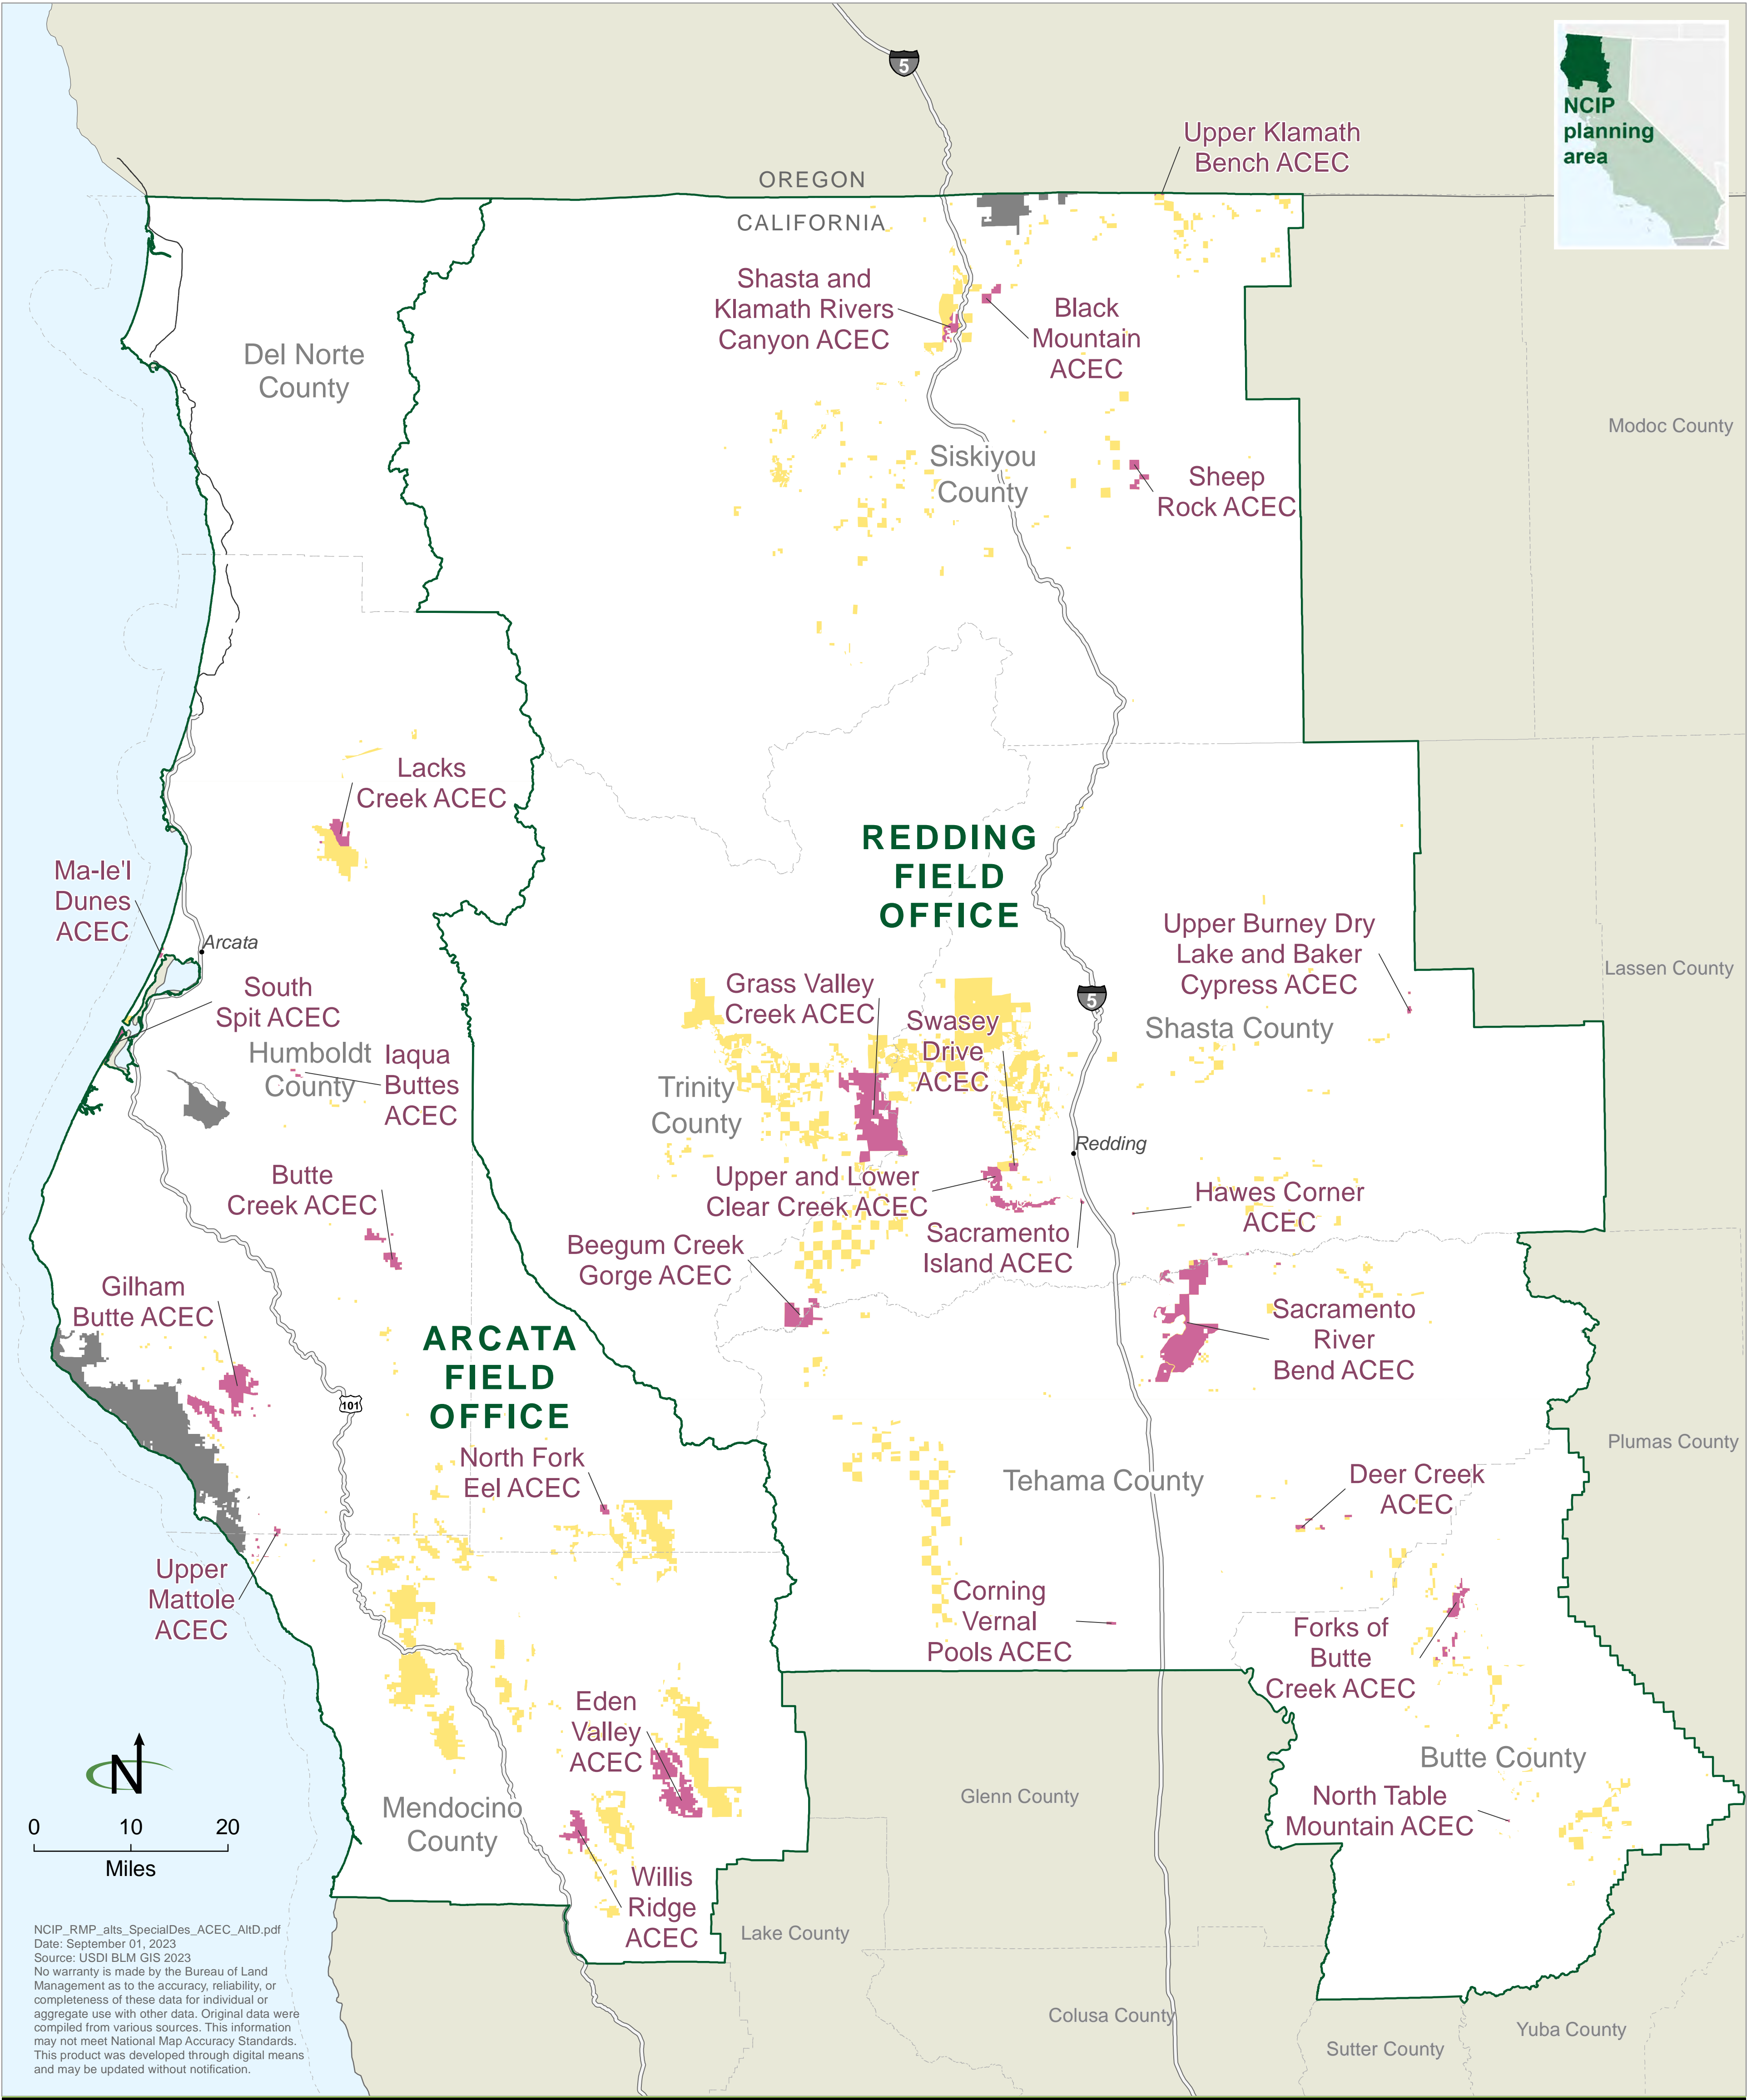 5
NCIP
planning
area
Upper Klamath
Bench ACEC
OREGON
CALIFORNIA
Shasta and
Klamath Rivers
Canyon ACEC
Black
Mountain
ACEC
Del Norte
County
Modoc County
Siskiyou
County
Sheep
Rock ACEC
Lacks
Creek ACEC
REDDING
FIELD
OFFICE
Ma-le'l
Dunes
ACEC
Arcata
South
Spit ACEC
Humboldt
County
Iaqua
Buttes
ACEC
Grass Valley
Creek ACEC
Swasey
Drive
ACEC
5
Upper Burney Dry
Lake and Baker
Cypress ACEC
Lassen County
Shasta County
Trinity
County
Redding
Butte
Creek ACEC
Upper and Lower
Clear Creek ACEC
Hawes Corner
ACEC
Sacramento
Island ACEC
Beegum Creek
Gorge ACEC
Gilham
Butte ACEC
Sacramento
River
Bend ACEC
ARCATA
FIELD
OFFICE
101
Plumas County
North Fork
Eel ACEC
Tehama County
Deer Creek
ACEC
Upper
Mattole
ACEC
Corning
Vernal
Pools ACEC
Forks of
Butte
Creek ACEC
Eden
Valley
ACEC
Butte County
Glenn County
North Table
Mountain ACEC
Mendocino
County
Willis
Ridge
ACEC
Lake County
N
0 10 20
Miles
NCIP_RMP_alts_SpecialDes_ACEC_AltD.pdf
Date: September 01, 2023
Source: USDI BLM GIS 2023
No warranty is made by the Bureau of Land
Management as to the accuracy, reliability, or
completeness of these data for individual or
aggregate use with other data. Original data were
compiled from various sources. This information
may not meet National Map Accuracy Standards.
This product was developed through digital means
and may be updated without notification.
Colusa County
Sutter County
Yuba County